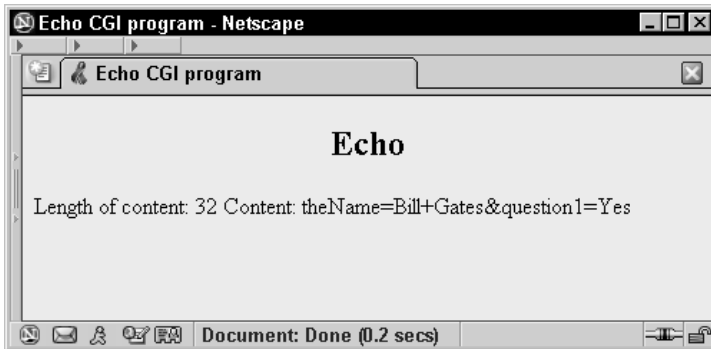 Echo CGI program - Netscape
Echo CGI program
Echo
Length of content: 32 Content: theName=Bill+Gates&question1=Yes
Document: Done (0.2 secs)